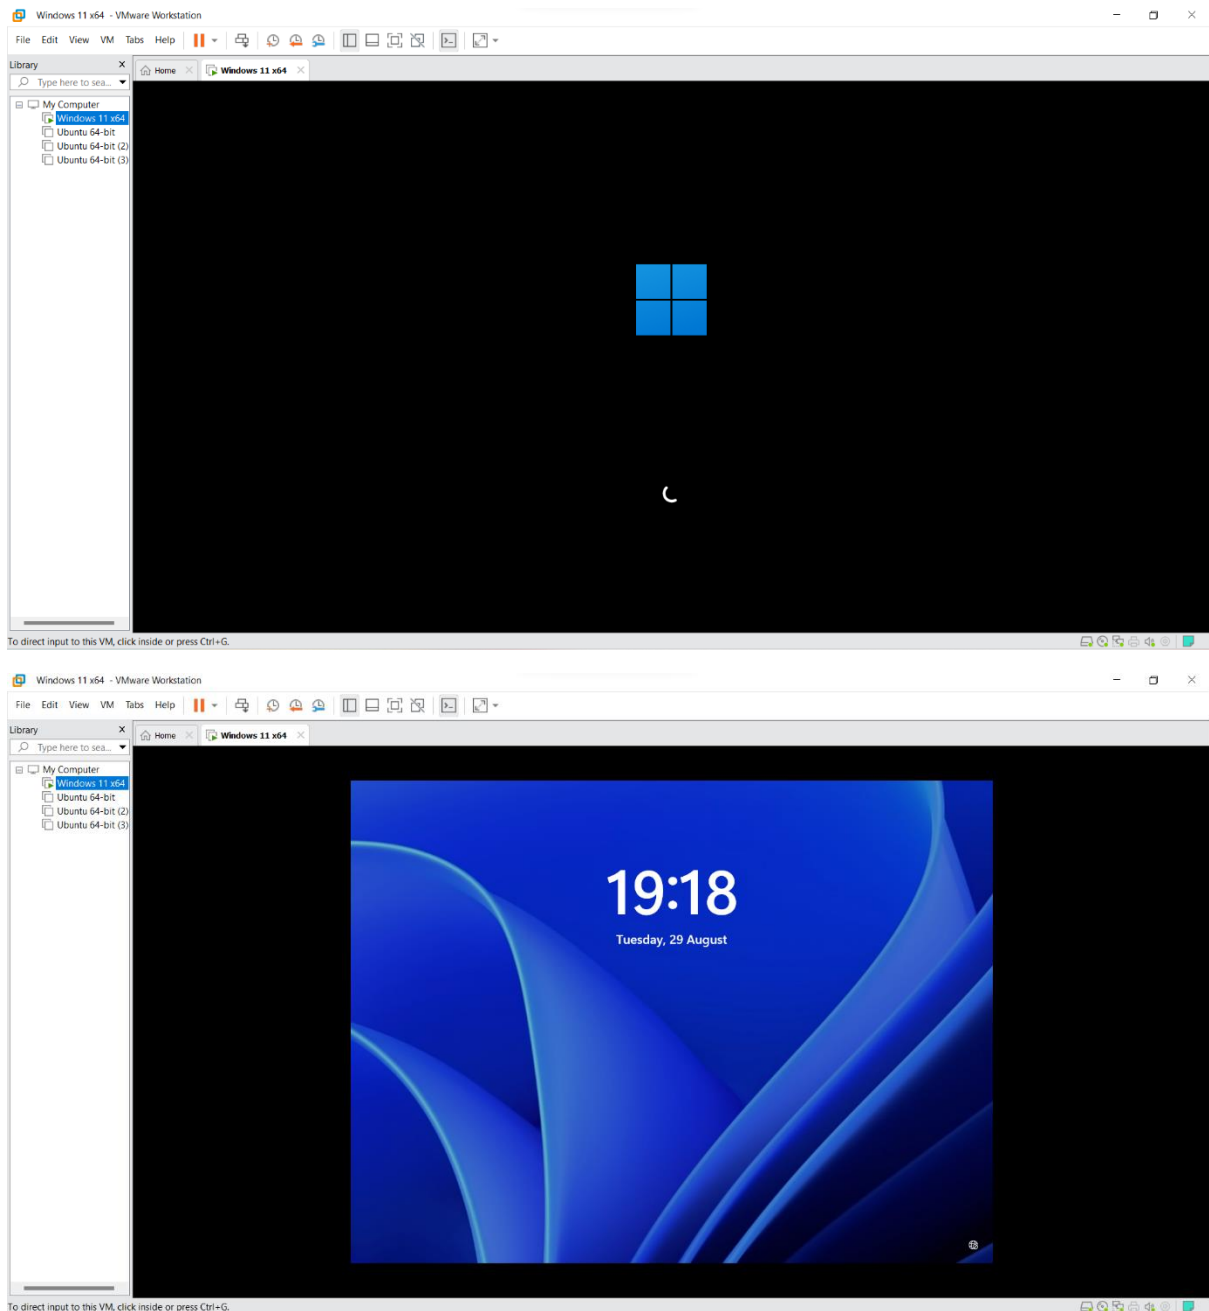 Windows 11 x64 - VMware Workstation
File Edit View VM Tabs Help
Library X
Home
Windows 11 x64
Type here to sea...
My Computer
Windows 11 x64
Ubuntu 64-bit
Ubuntu 64-bit (2)
Ubuntu 64-bit (3)
To direct input to this VM, click inside or press Ctrl+G.
Windows 11 x64 - VMware Workstation
File Edit View VM Tabs Help
Library X
Home
Windows 11 x64
Type here to sea...
My Computer
Windows 11 x64
Ubuntu 64-bit
Ubuntu 64-bit (2)
Ubuntu 64-bit (3)
19:18
Tuesday, 29 August
To direct input to this VM, click inside or press Ctrl+G.